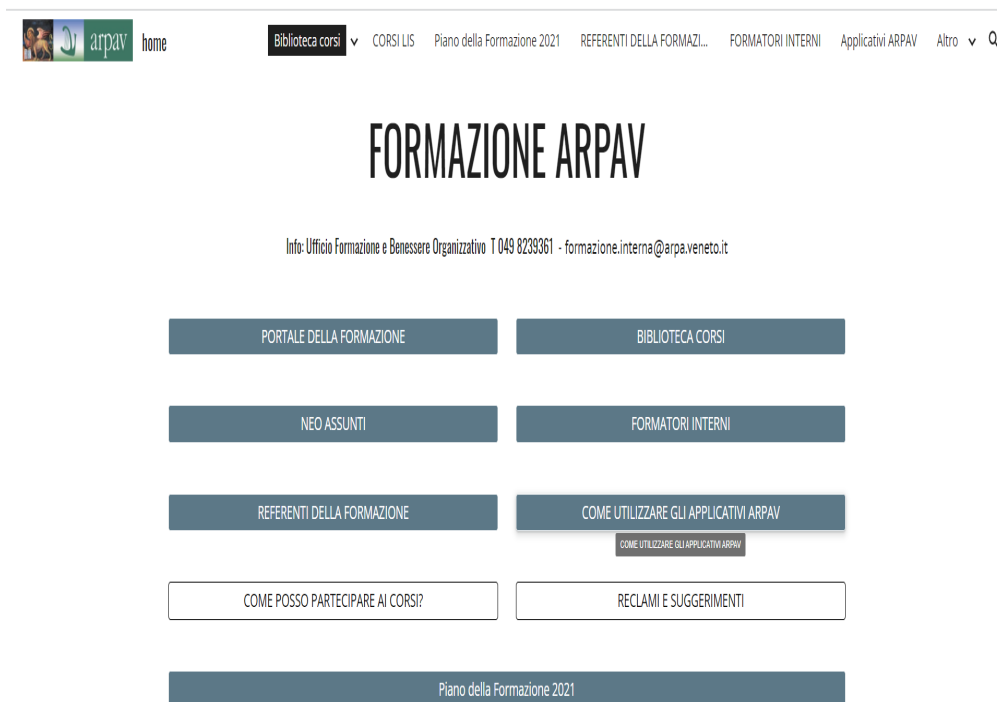 arpav home Biblioteca corsi CORSI LIS Piano della Formazione 2021 REFERENTI DELLA FORMAZI... FORMATORI INTERNI Applicativi ARPAV Altro
FORMAZIONE ARPAV
Info: Ufficio Formazione e Benessere Organizzativo T 049 8239361 - formazione.interna@arpa.veneto.it
PORTALE DELLA FORMAZIONE BIBLIOTECA CORSI
NEO ASSUNTI FORMATORI INTERNI
REFERENTI DELLA FORMAZIONE COME UTILIZZARE GLI APPLICATIVI ARPAV
COME UTILIZZARE GLI APPLICATIVI ARPAV
COME POSSO PARTECIPARE AI CORSI? RECLAMI E SUGGERIMENTI
Piano della Formazione 2021